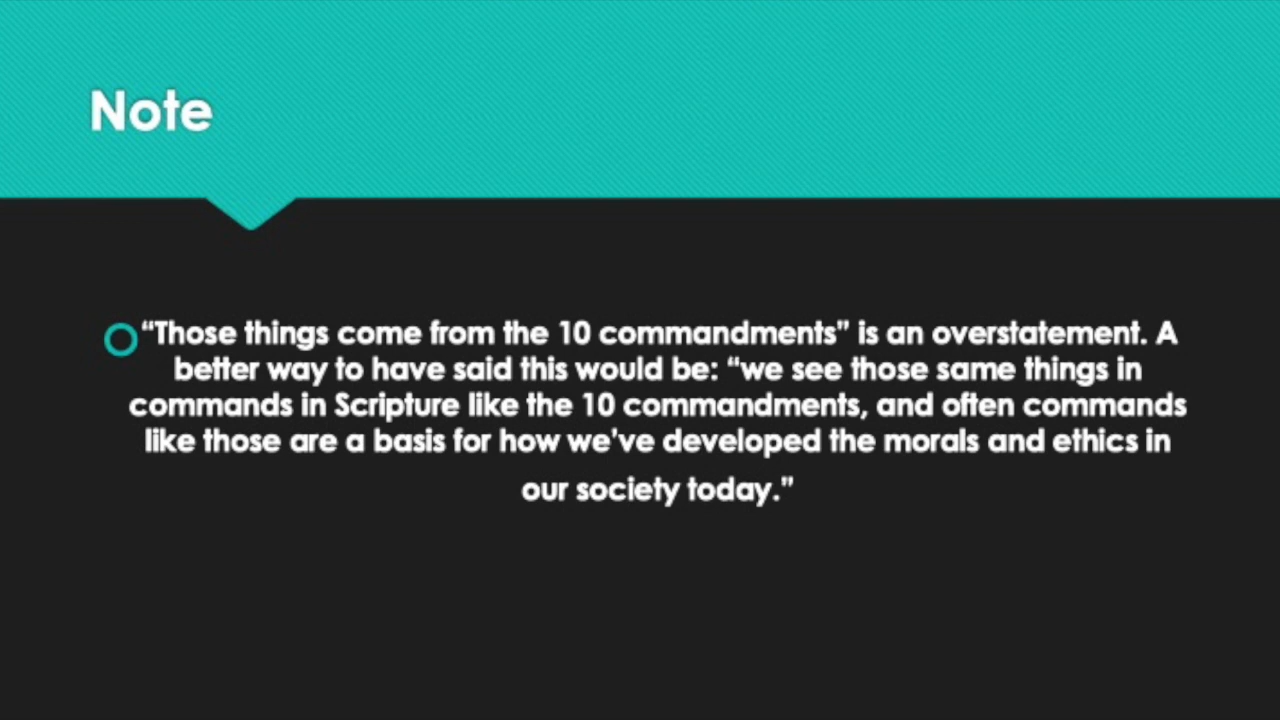 Note
“Those things come from the 10 commandments” is an overstatement. A
better way to have said this would be: “we see those same things in
commands in Scripture like the 10 commandments, and often commands
like those are a basis for how we’ve developed the morals and ethics in
our society today.”